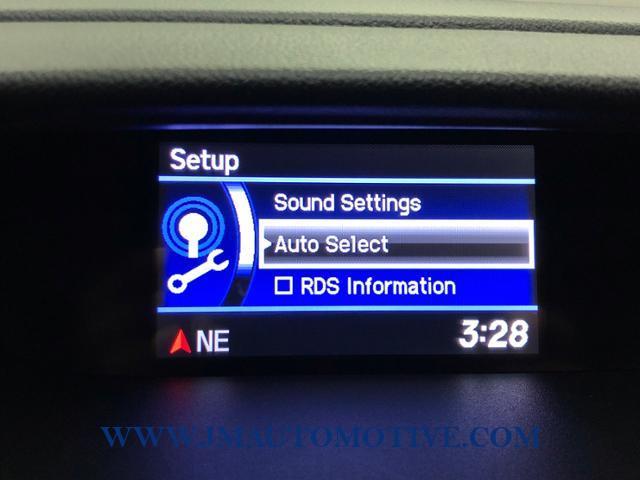 Setup
Sound Settings
Auto Select
RDS Information
NE
3:28
WWW.JMAUTOMOTIVE.COM